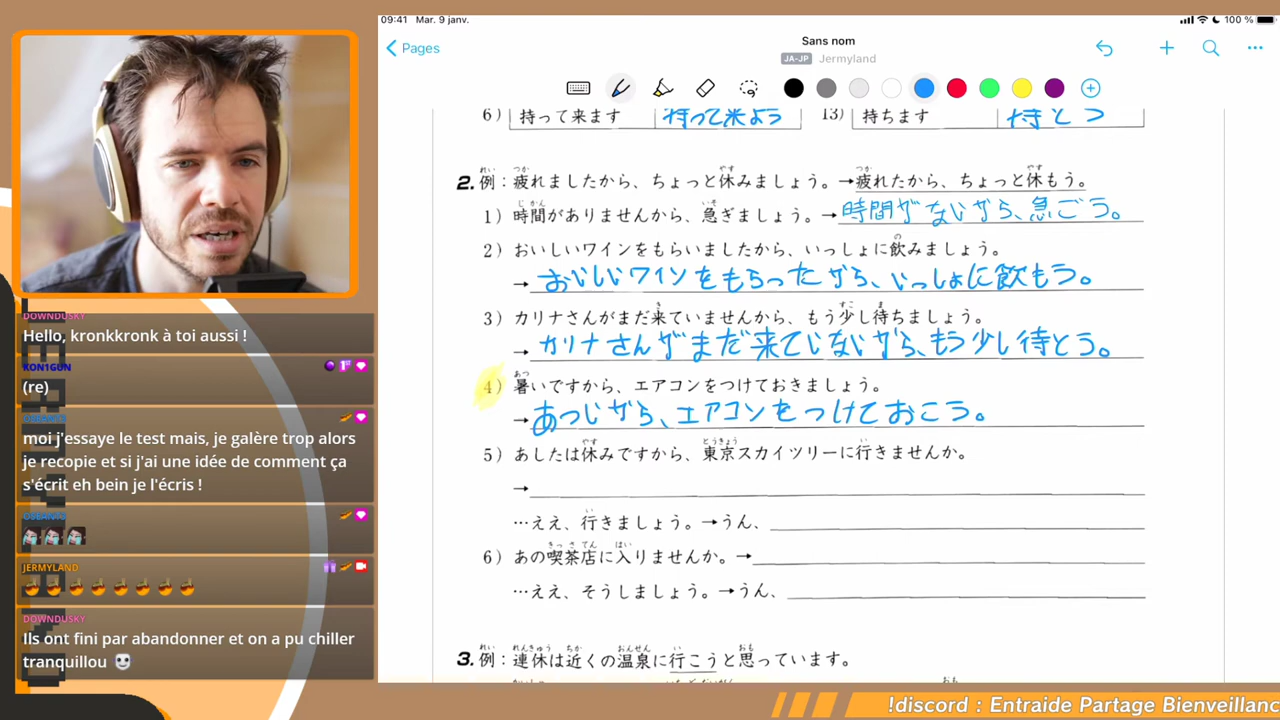 09:41 Mar. 9 janv.
100 %
Pages
Sans nom
JA-JP Jermyland
6) 持って来ます 持って来よう 13) 持ちます 持とう
2. 例：疲れましたから、ちょっと休みましょう。→疲れたから、ちょっと休もう。
1) 時間がありませんから、急ぎましょう。→ 時間がないから、急ごう。
2) おいしいワインをもらいましたから、いっしょに飲みましょう。
→ おいしいワインをもらったから、いっしょに飲もう。
3) カリナさんがまだ来ていませんから、もう少し待ちましょう。
→ カリナさんがまだ来ていないから、もう少し待とう。
4) 暑いですから、エアコンをつけておきましょう。
→ あついから、エアコンをつけておこう。
5) あしたは休みですから、東京スカイツリーに行きませんか。
→
…ええ、行きましょう。→うん、
6) あの喫茶店に入りませんか。→
…ええ、そうしましょう。→うん、
3. 例：連休は近くの温泉に行こうと思っています。
DOWNDUSKY
Hello, kronkkronk à toi aussi !
KON1GUN
(re)
moi j'essaye le test mais, je galère trop alors
je recopie et si j'ai une idée de comment ça
s'écrit eh bein je l'écris !
JERMYLAND
DOWNDUSKY
Ils ont fini par abandonner et on a pu chiller
tranquillou
!discord : Entraide Partage Bienveillanc